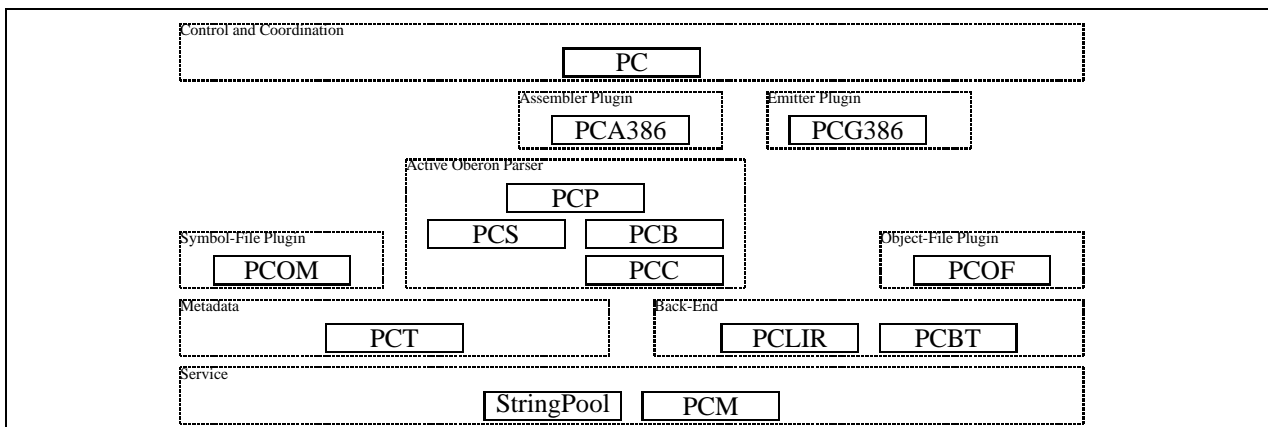 Control and Coordination
PC
Assembler Plugin
Emitter Plugin
PCA386
PCG386
Active Oberon Parser
PCP
PCS
PCB
Symbol-File Plugin
Object-File Plugin
PCOM
PCC
PCOF
Metadata
Back-End
PCT
PCLIR
PCBT
Service
StringPool
PCM